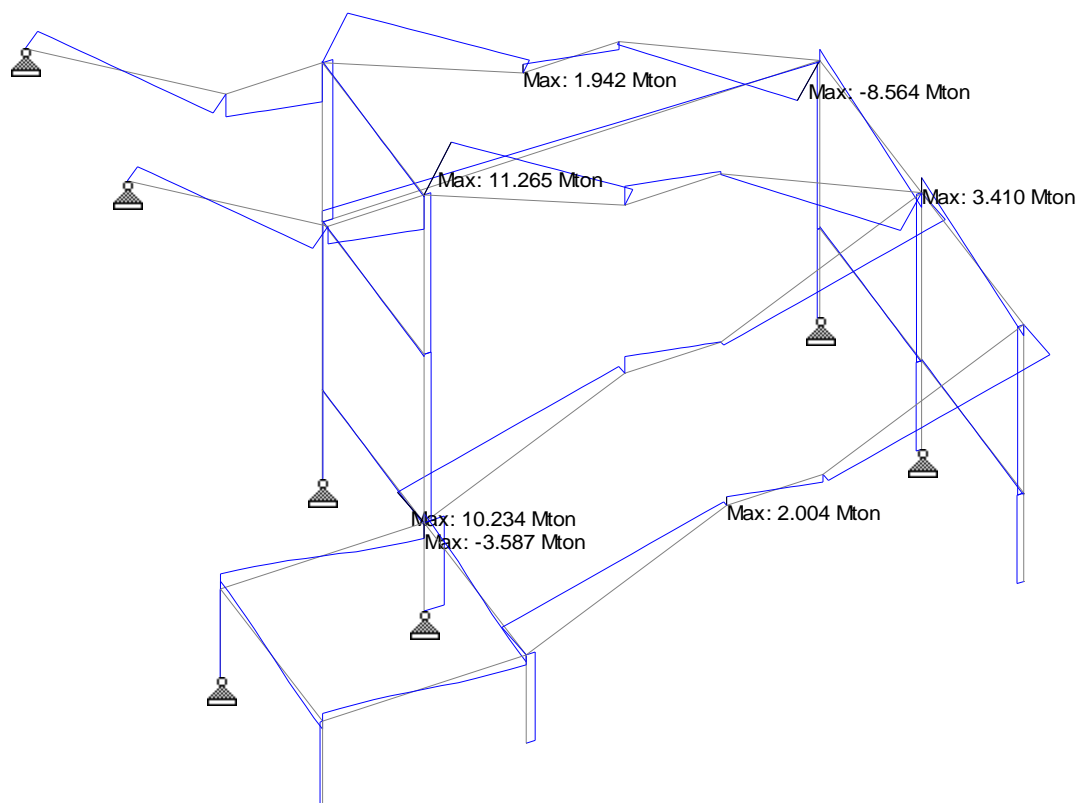 Max: 1.942 Mton
Max: -8.564 Mton
Max: 11.265 Mton
Max: 3.410 Mton
Max: 10.234 Mton
Max: 2.004 Mton
Max: -3.587 Mton